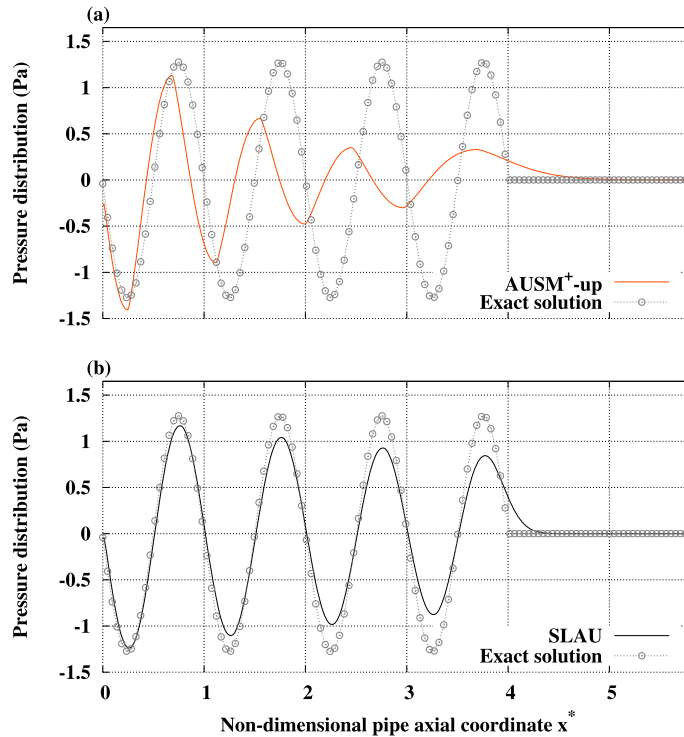 (a)
1.5
1
0.5
0
-0.5
-1
-1.5
Pressure distribution (Pa)
AUSM+-up
Exact solution
(b)
1.5
1
0.5
0
-0.5
-1
-1.5
Pressure distribution (Pa)
SLAU
Exact solution
0 1 2 3 4 5
Non-dimensional pipe axial coordinate x*